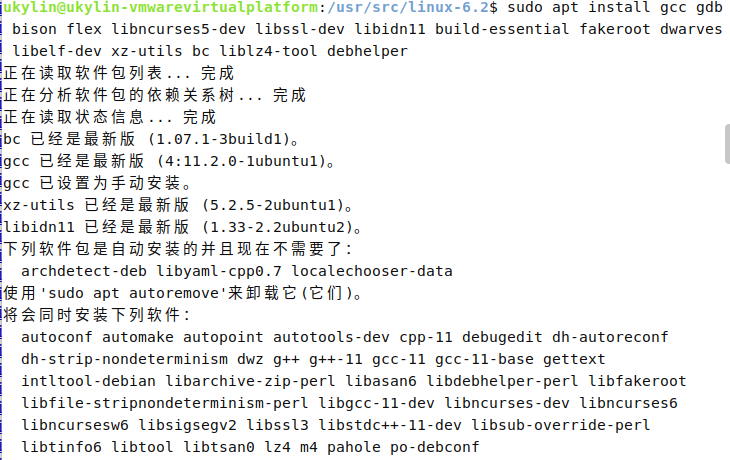 ukylin@ukylin-vmwarevirtualplatform:/usr/src/linux-6.2$ sudo apt install gcc gdb
bison flex libncurses5-dev libssl-dev libidn11 build-essential fakeroot dwarves
libelf-dev xz-utils bc liblz4-tool debhelper
正在读取软件包列表... 完成
正在分析软件包的依赖关系树... 完成
正在读取状态信息... 完成
bc 已经是最新版 (1.07.1-3build1)。
gcc 已经是最新版 (4:11.2.0-1ubuntu1)。
gcc 已设置为手动安装。
xz-utils 已经是最新版 (5.2.5-2ubuntu1)。
libidn11 已经是最新版 (1.33-2.2ubuntu2)。
下列软件包是自动安装的并且现在不需要了：
archdetect-deb libyaml-cpp0.7 localechooser-data
使用'sudo apt autoremove'来卸载它(它们)。
将会同时安装下列软件：
autoconf automake autopoint autotools-dev cpp-11 debugedit dh-autoreconf
dh-strip-nondeterminism dwz g++ g++-11 gcc-11 gcc-11-base gettext
intltool-debian libarchive-zip-perl libasan6 libdebhelper-perl libfakeroot
libfile-stripnondeterminism-perl libgcc-11-dev libncurses-dev libncurses6
libncursesw6 libsigsegv2 libssl3 libstdc++-11-dev libsub-override-perl
libtinfo6 libtool libtsan0 lz4 m4 pahole po-debconf